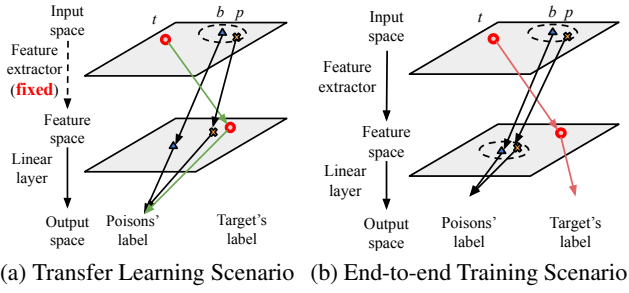 Input
space
Feature
extractor
(fixed)
Feature
space
Linear
layer
Output
space
t
b p
Poisons'
label
Target's
label
(a) Transfer Learning Scenario
Input
space
Feature
extractor
Feature
space
Linear
layer
Output
space
t
b p
Poisons'
label
Target's
label
(b) End-to-end Training Scenario